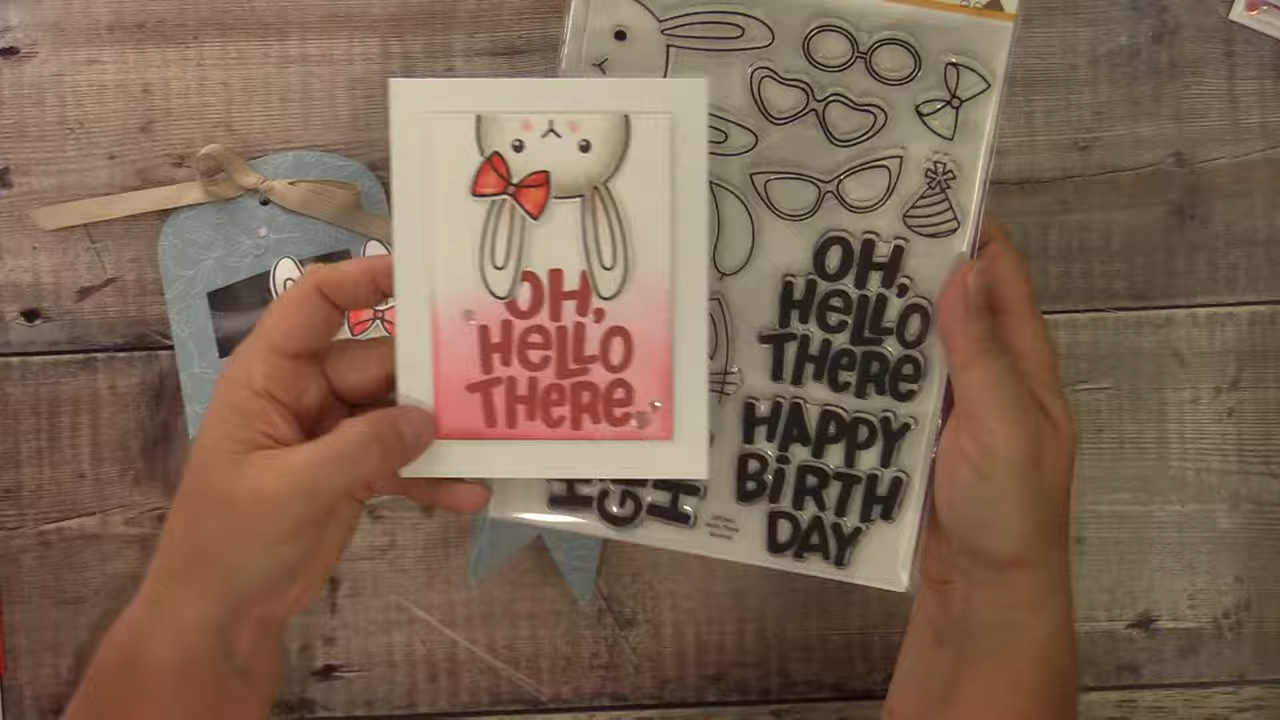 OH,
HELLO
THERE.
OH,
HELLO
THERE
HAPPY
BIRTH
DAY